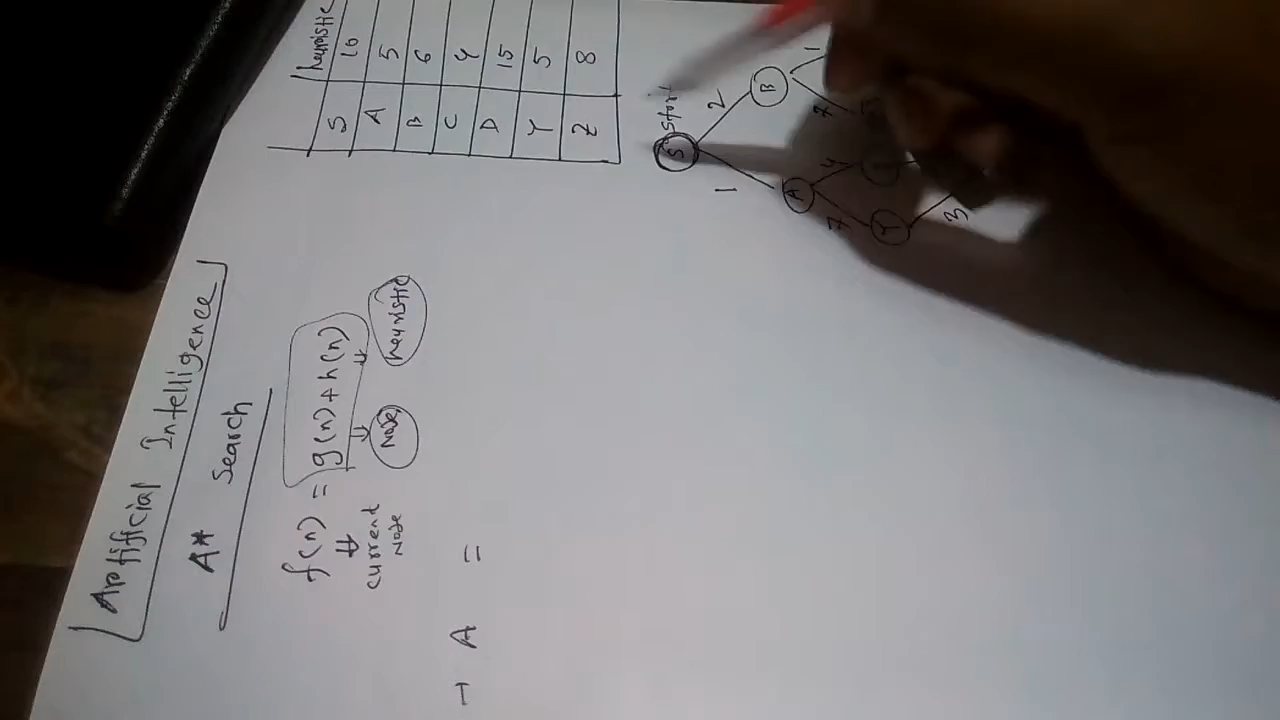 Artificial Intelligence
A* Search
f(n) = g(n) + h(n)
current Node
Node
heuristic
→ A =
heuristic
S 10
A 5
B 6
C 4
D 15
Y 5
Z 8
start
S
2
B
1
7
1
A
4
C
7
Y
3